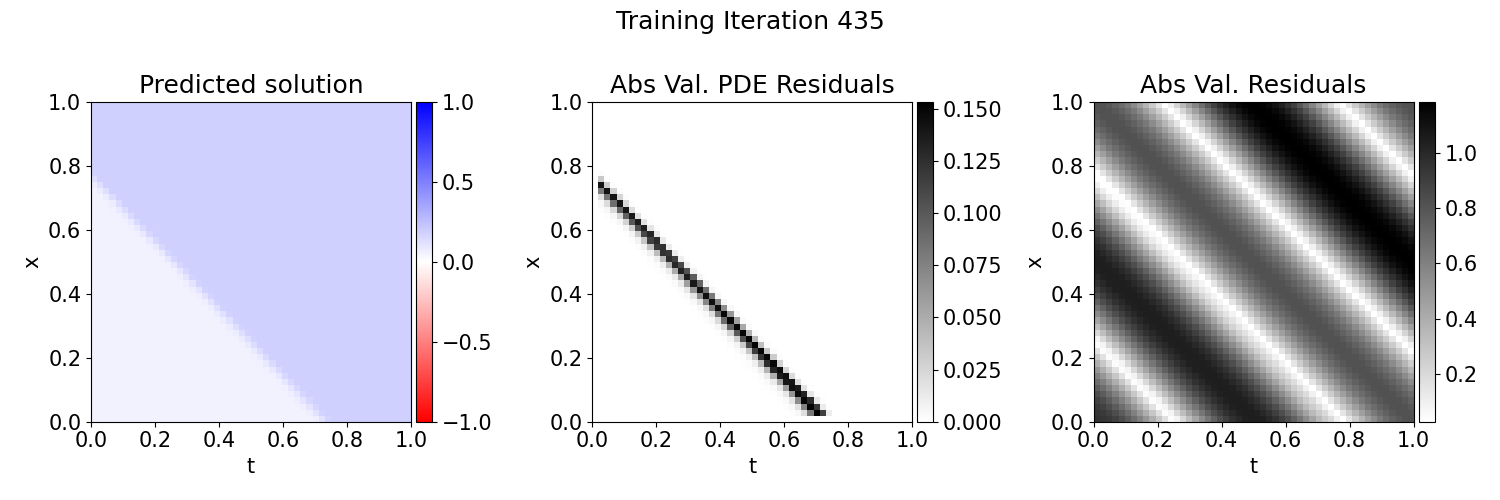 Training Iteration 435
Predicted solution
Abs Val. PDE Residuals
Abs Val. Residuals
1.0
0.8
0.6
0.4
0.2
0.0
x
0.0 0.2 0.4 0.6 0.8 1.0
t
1.0
0.5
0.0
−0.5
−1.0
1.0
0.8
0.6
0.4
0.2
0.0
x
0.0 0.2 0.4 0.6 0.8 1.0
t
0.150
0.125
0.100
0.075
0.050
0.025
0.000
1.0
0.8
0.6
0.4
0.2
0.0
x
0.0 0.2 0.4 0.6 0.8 1.0
t
1.0
0.8
0.6
0.4
0.2